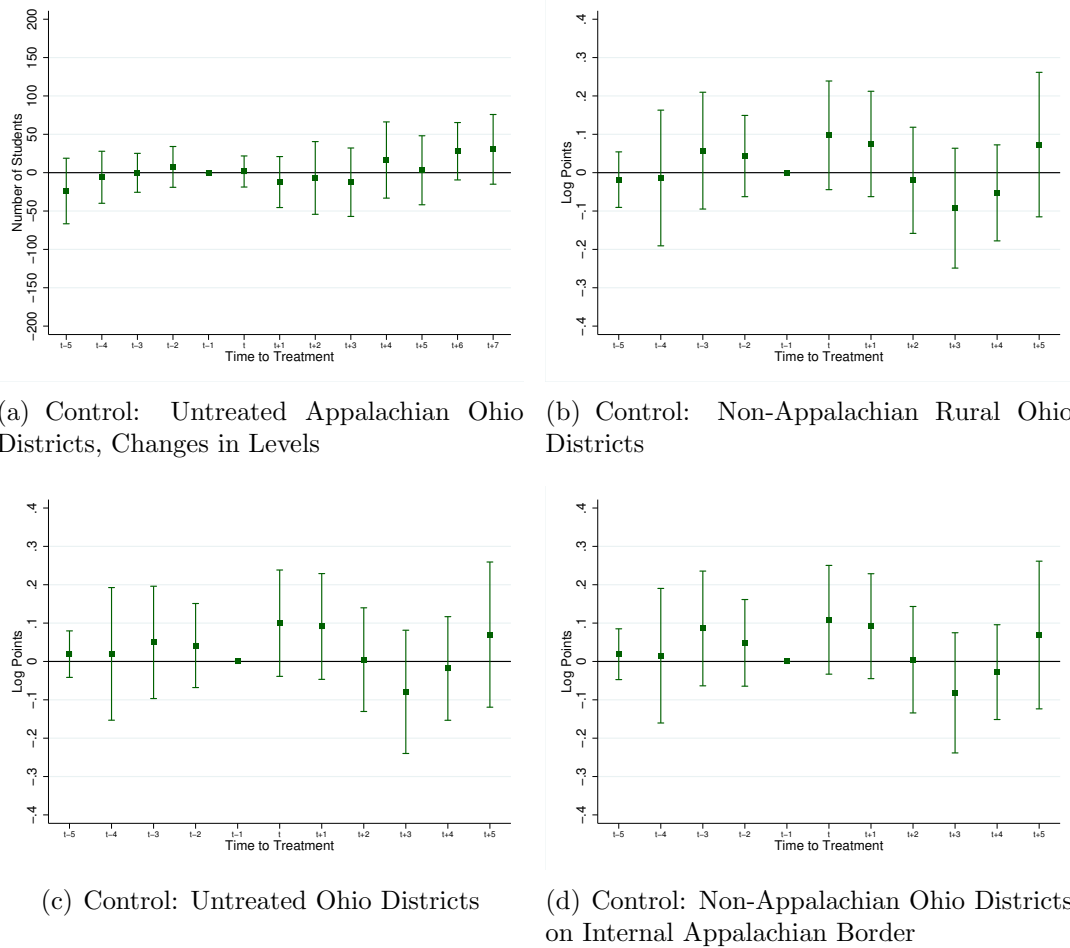 200
150
100
50
0
−50
−100
−150
−200
Number of Students
t−5 t−4 t−3 t−2 t−1 t t+1 t+2 t+3 t+4 t+5 t+6 t+7
Time to Treatment
(a) Control: Untreated Appalachian Ohio
Districts, Changes in Levels
.4
.3
.2
.1
0
−.1
−.2
−.3
−.4
Log Points
t−5 t−4 t−3 t−2 t−1 t t+1 t+2 t+3 t+4 t+5
Time to Treatment
(b) Control: Non-Appalachian Rural Ohio
Districts
.4
.3
.2
.1
0
−.1
−.2
−.3
−.4
Log Points
t−5 t−4 t−3 t−2 t−1 t t+1 t+2 t+3 t+4 t+5
Time to Treatment
(c) Control: Untreated Ohio Districts
.4
.3
.2
.1
0
−.1
−.2
−.3
−.4
Log Points
t−5 t−4 t−3 t−2 t−1 t t+1 t+2 t+3 t+4 t+5
Time to Treatment
(d) Control: Non-Appalachian Ohio Districts
on Internal Appalachian Border